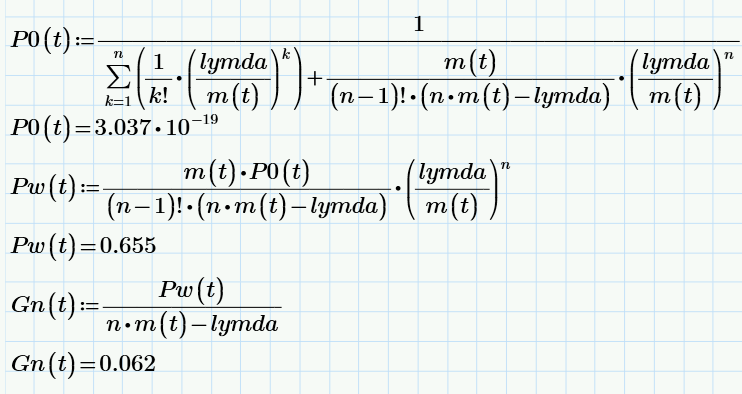 P0(t):=1/(∑_{k=1}^{n}(1/k!·(lymda/m(t))^k)+m(t)/((n−1)!·(n·m(t)−lymda))·(lymda/m(t))^n)
P0(t)=3.037·10^−19
Pw(t):=m(t)·P0(t)/((n−1)!·(n·m(t)−lymda))·(lymda/m(t))^n
Pw(t)=0.655
Gn(t):=Pw(t)/(n·m(t)−lymda)
Gn(t)=0.062